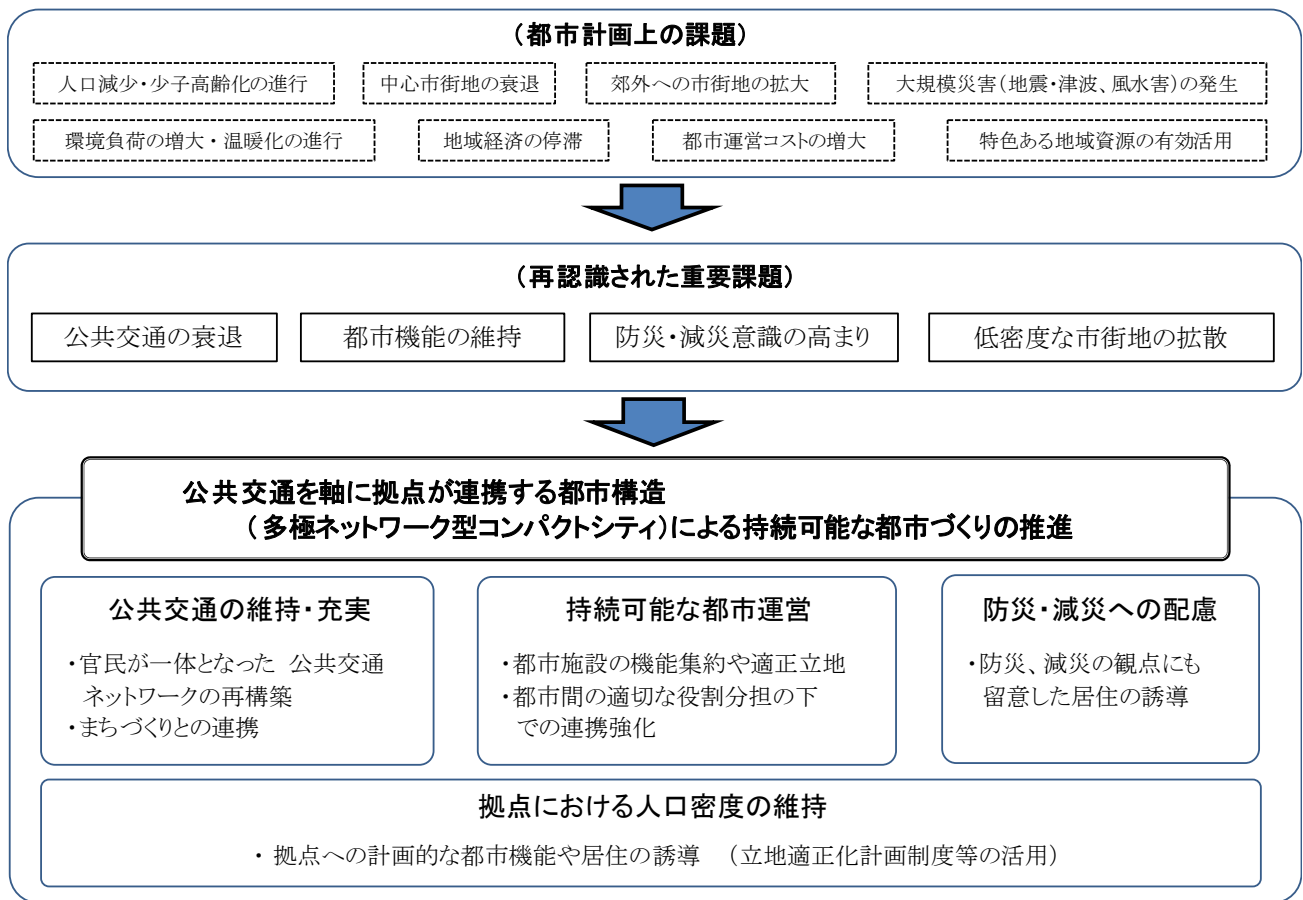 (都市計画上の課題)
人口減少・少子高齢化の進行
中心市街地の衰退
郊外への市街地の拡大
大規模災害(地震・津波、風水害)の発生
環境負荷の増大・温暖化の進行
地域経済の停滞
都市運営コストの増大
特色ある地域資源の有効活用
(再認識された重要課題)
公共交通の衰退
都市機能の維持
防災・減災意識の高まり
低密度な市街地の拡散
公共交通を軸に拠点が連携する都市構造
(多極ネットワーク型コンパクトシティ)による持続可能な都市づくりの推進
公共交通の維持・充実
・官民が一体となった 公共交通
ネットワークの再構築
・まちづくりとの連携
持続可能な都市運営
・都市施設の機能集約や適正立地
・都市間の適切な役割分担の下
での連携強化
防災・減災への配慮
・防災、減災の観点にも
留意した居住の誘導
拠点における人口密度の維持
・ 拠点への計画的な都市機能や居住の誘導 (立地適正化計画制度等の活用)